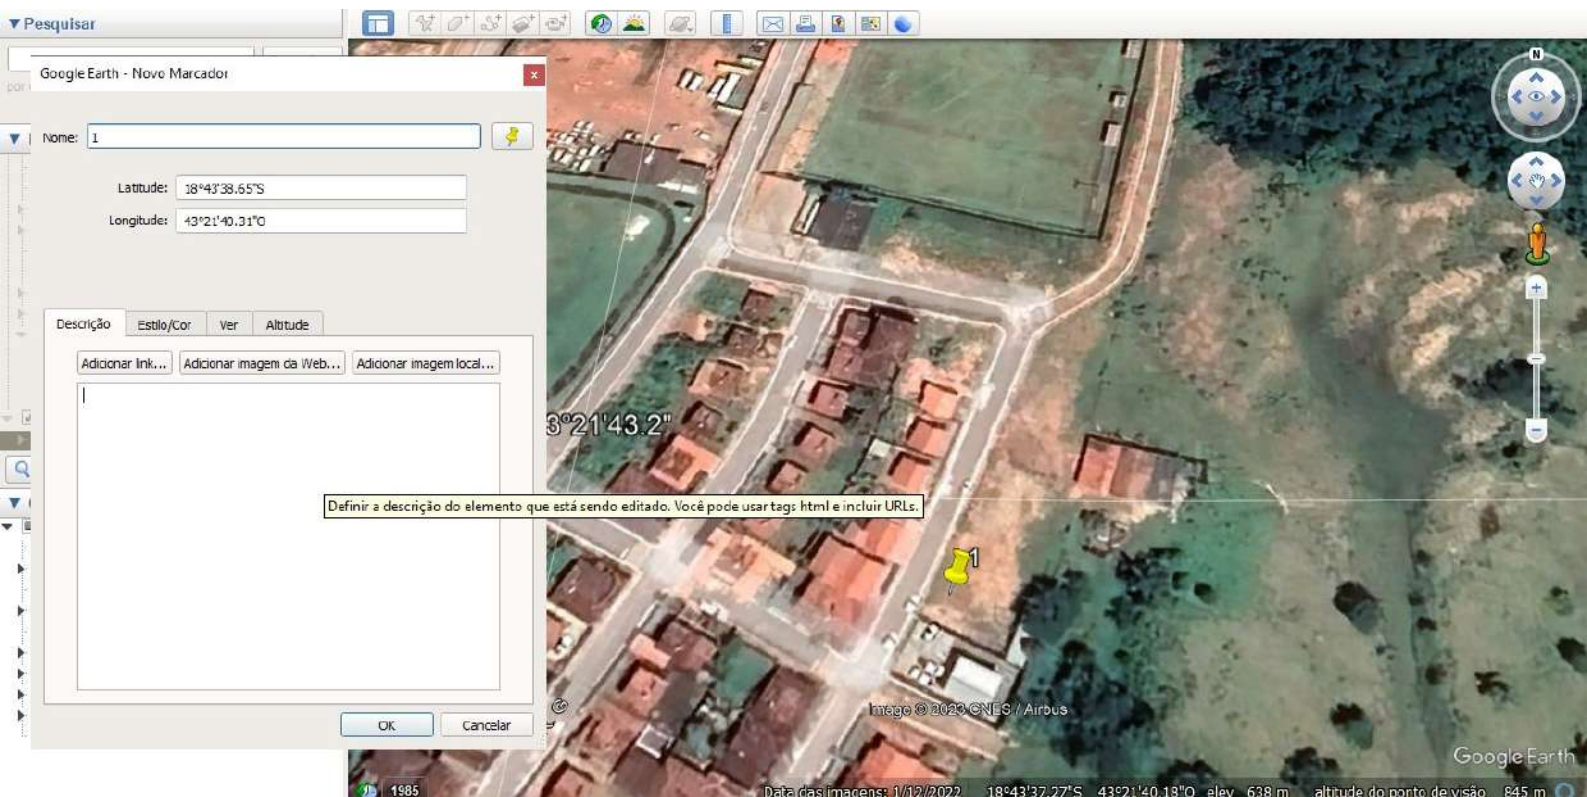 Pesquisar
Google Earth - Novo Marcador
Nome: 1
Latitude: 18°43'38.65"S
Longitude: 43°21'40.31"O
Descrição Estilo/Cor Ver Altitude
Adicionar link... Adicionar imagem da Web... Adicionar imagem local...
3°21'43.2"
Definir a descrição do elemento que está sendo editado. Você pode usar tags html e incluir URLs.
1
OK Cancelar
N
Image © 2023 CNES / Airbus
Google Earth
1985
Data das imagens: 1/12/2022 18°43'37.27"S 43°21'40.18"O elev 638 m altitude do ponto de visão 845 m